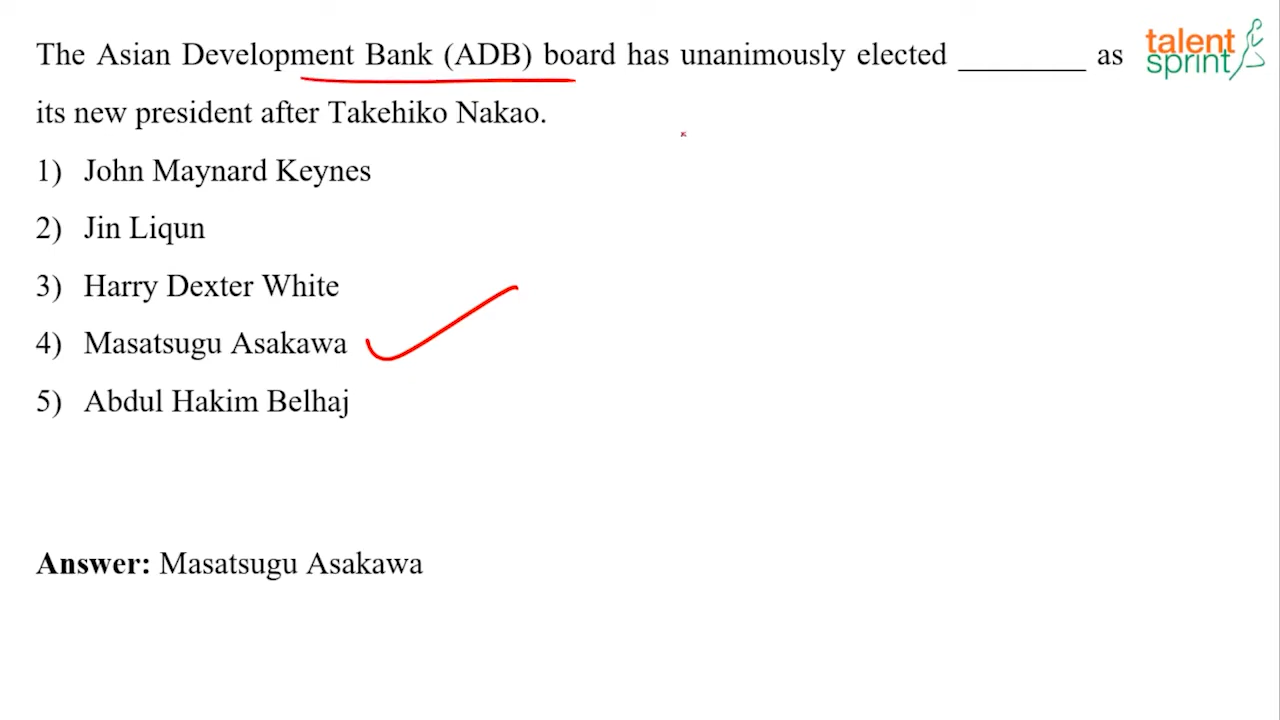 The Asian Development Bank (ADB) board has unanimously elected ________ as
its new president after Takehiko Nakao.
1) John Maynard Keynes
2) Jin Liqun
3) Harry Dexter White
4) Masatsugu Asakawa
5) Abdul Hakim Belhaj
Answer: Masatsugu Asakawa
talent
sprint